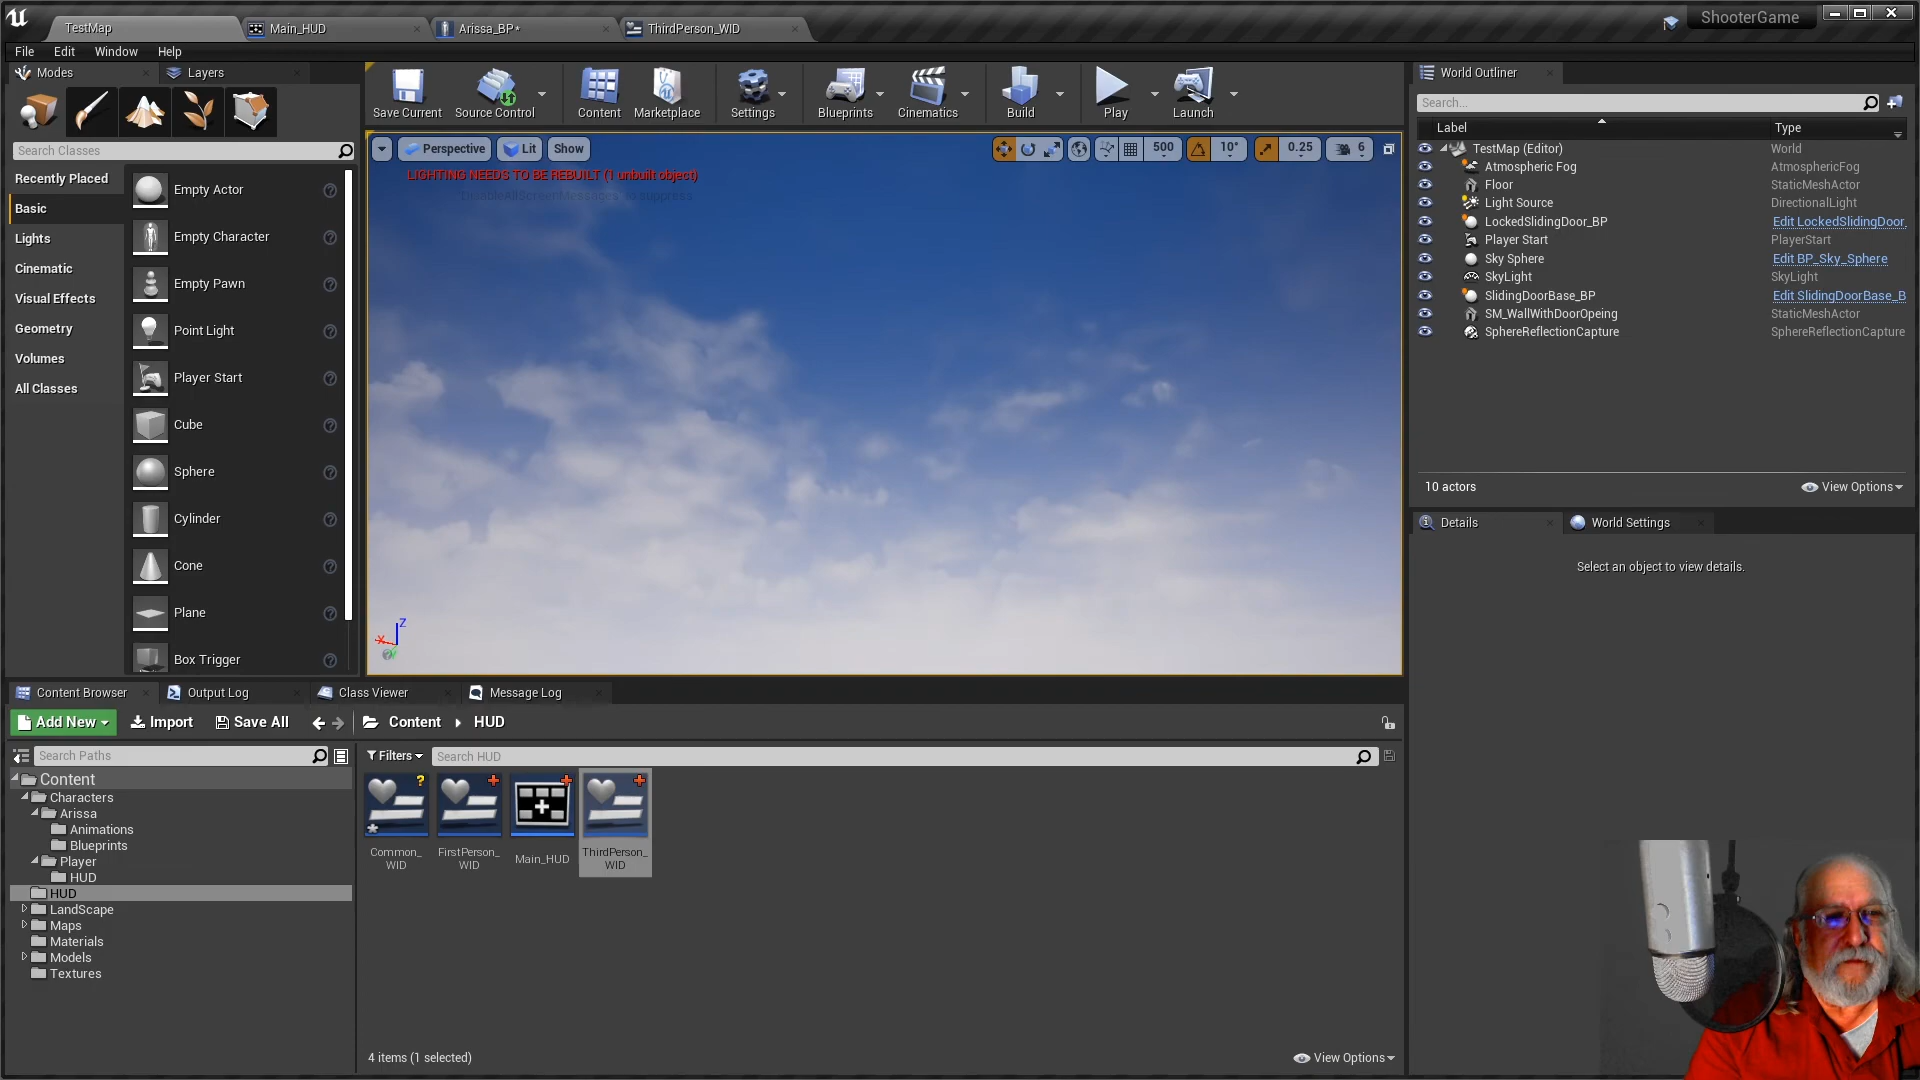 TestMap
Main_HUD
Arissa_BP*
ThirdPerson_WID
ShooterGame
File Edit Window Help
Modes
Layers
Search Classes
Recently Placed
Basic
Lights
Cinematic
Visual Effects
Geometry
Volumes
All Classes
Empty Actor
Empty Character
Empty Pawn
Point Light
Player Start
Cube
Sphere
Cylinder
Cone
Plane
Box Trigger
Save Current
Source Control
Content
Marketplace
Settings
Blueprints
Cinematics
Build
Play
Launch
Perspective
Lit
Show
500
10°
0.25
6
LIGHTING NEEDS TO BE REBUILT (1 unbuilt object)
'DisableAllScreenMessages' to suppress
X
Z
World Outliner
Search...
Label Type
TestMap (Editor) World
Atmospheric Fog AtmosphericFog
Floor StaticMeshActor
Light Source DirectionalLight
LockedSlidingDoor_BP Edit LockedSlidingDoor_
Player Start PlayerStart
Sky Sphere Edit BP_Sky_Sphere
SkyLight SkyLight
SlidingDoorBase_BP Edit SlidingDoorBase_B
SM_WallWithDoorOpeing StaticMeshActor
SphereReflectionCapture SphereReflectionCapture
10 actors
View Options
Details
World Settings
Select an object to view details.
Content Browser
Output Log
Class Viewer
Message Log
Add New
Import
Save All
Content
HUD
Search Paths
Filters
Search HUD
Content
Characters
Arissa
Animations
Blueprints
Player
HUD
HUD
LandScape
Maps
Materials
Models
Textures
Common_
WID
FirstPerson_
WID
Main_HUD
ThirdPerson_
WID
4 items (1 selected)
View Options